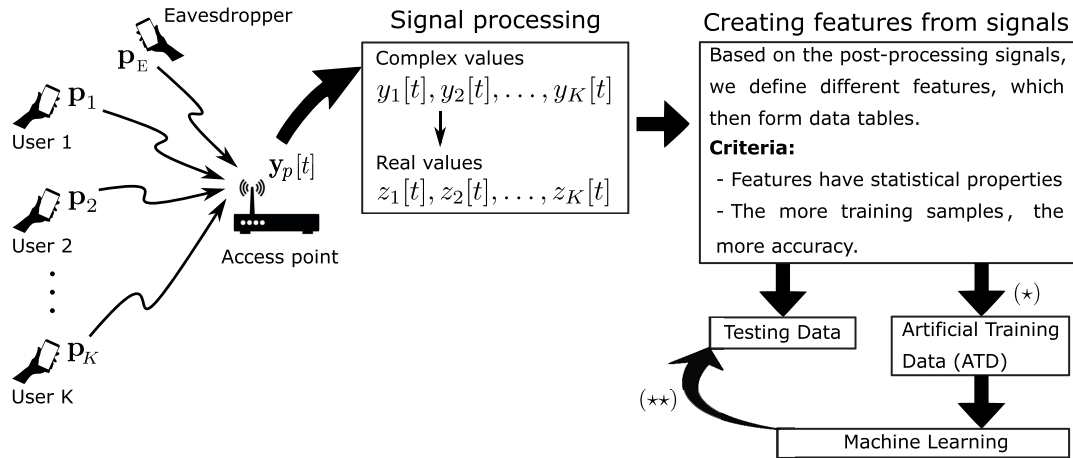 Eavesdropper
p_E
p_1
User 1
p_2
User 2
p_K
User K
y_p[t]
Access point
Signal processing
Complex values
y_1[t], y_2[t], . . . , y_K[t]
Real values
z_1[t], z_2[t], . . . , z_K[t]
Creating features from signals
Based on the post-processing signals,
we define different features, which
then form data tables.
Criteria:
- Features have statistical properties
- The more training samples, the
more accuracy.
(⋆)
Testing Data
Artificial Training
Data (ATD)
(⋆⋆)
Machine Learning